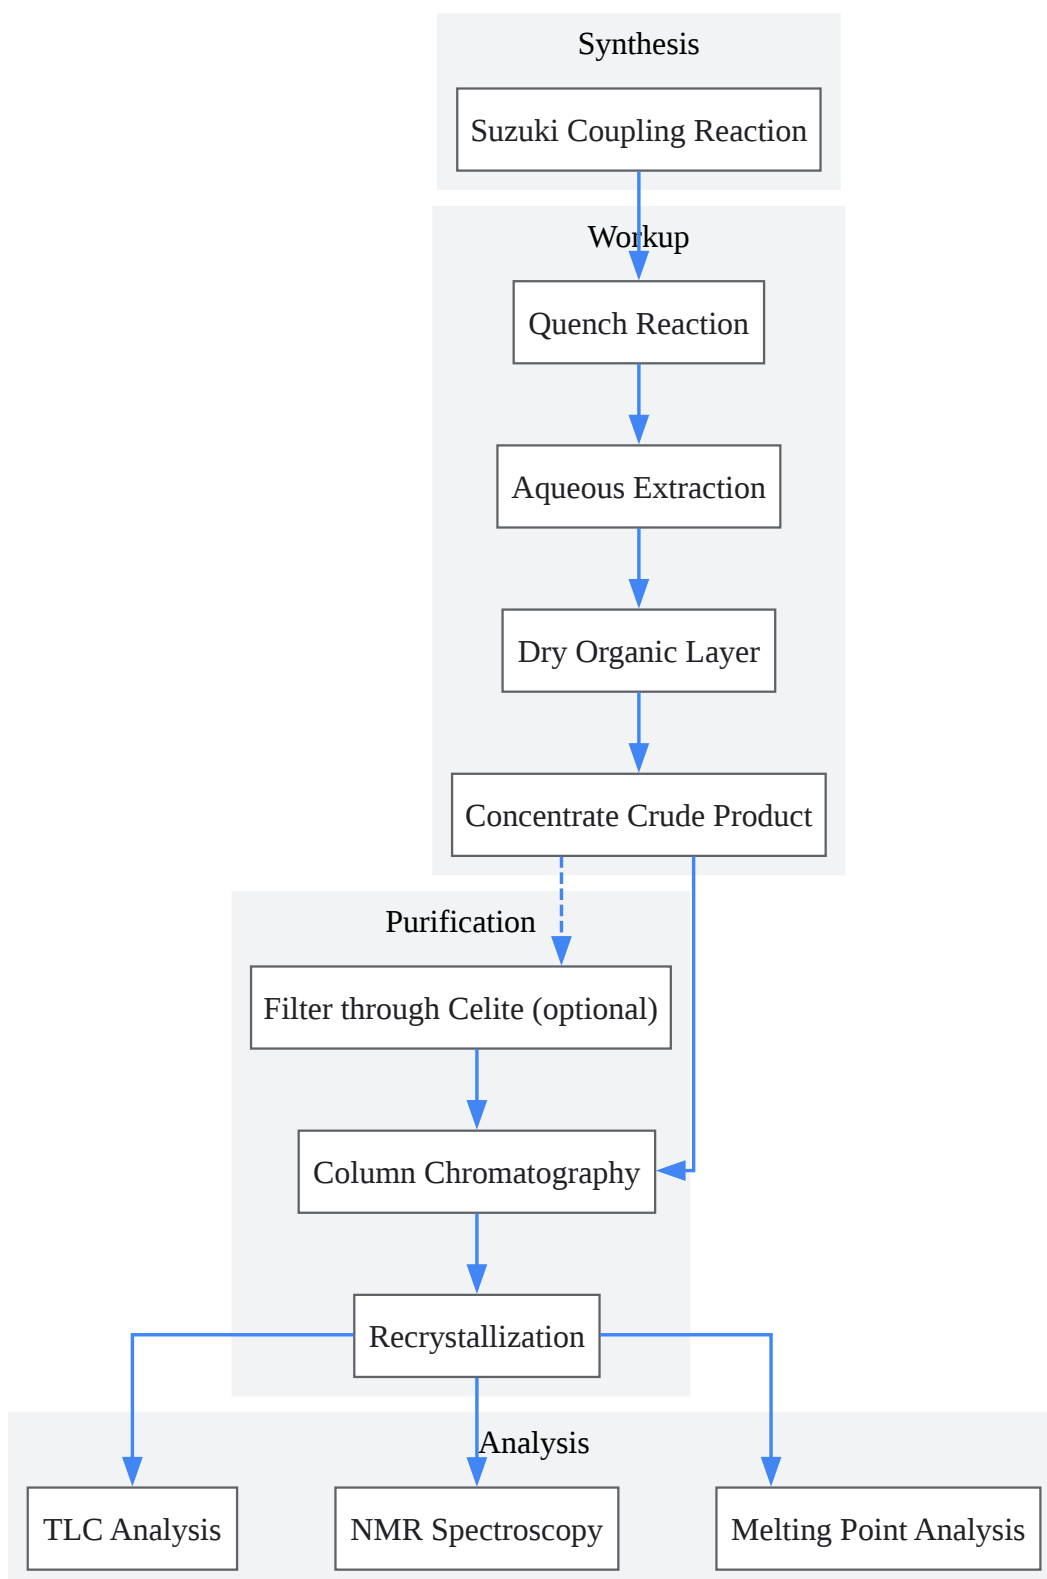 Synthesis
Suzuki Coupling Reaction
Workup
Quench Reaction
Aqueous Extraction
Dry Organic Layer
Concentrate Crude Product
Purification
Filter through Celite (optional)
Column Chromatography
Recrystallization
Analysis
TLC Analysis
NMR Spectroscopy
Melting Point Analysis